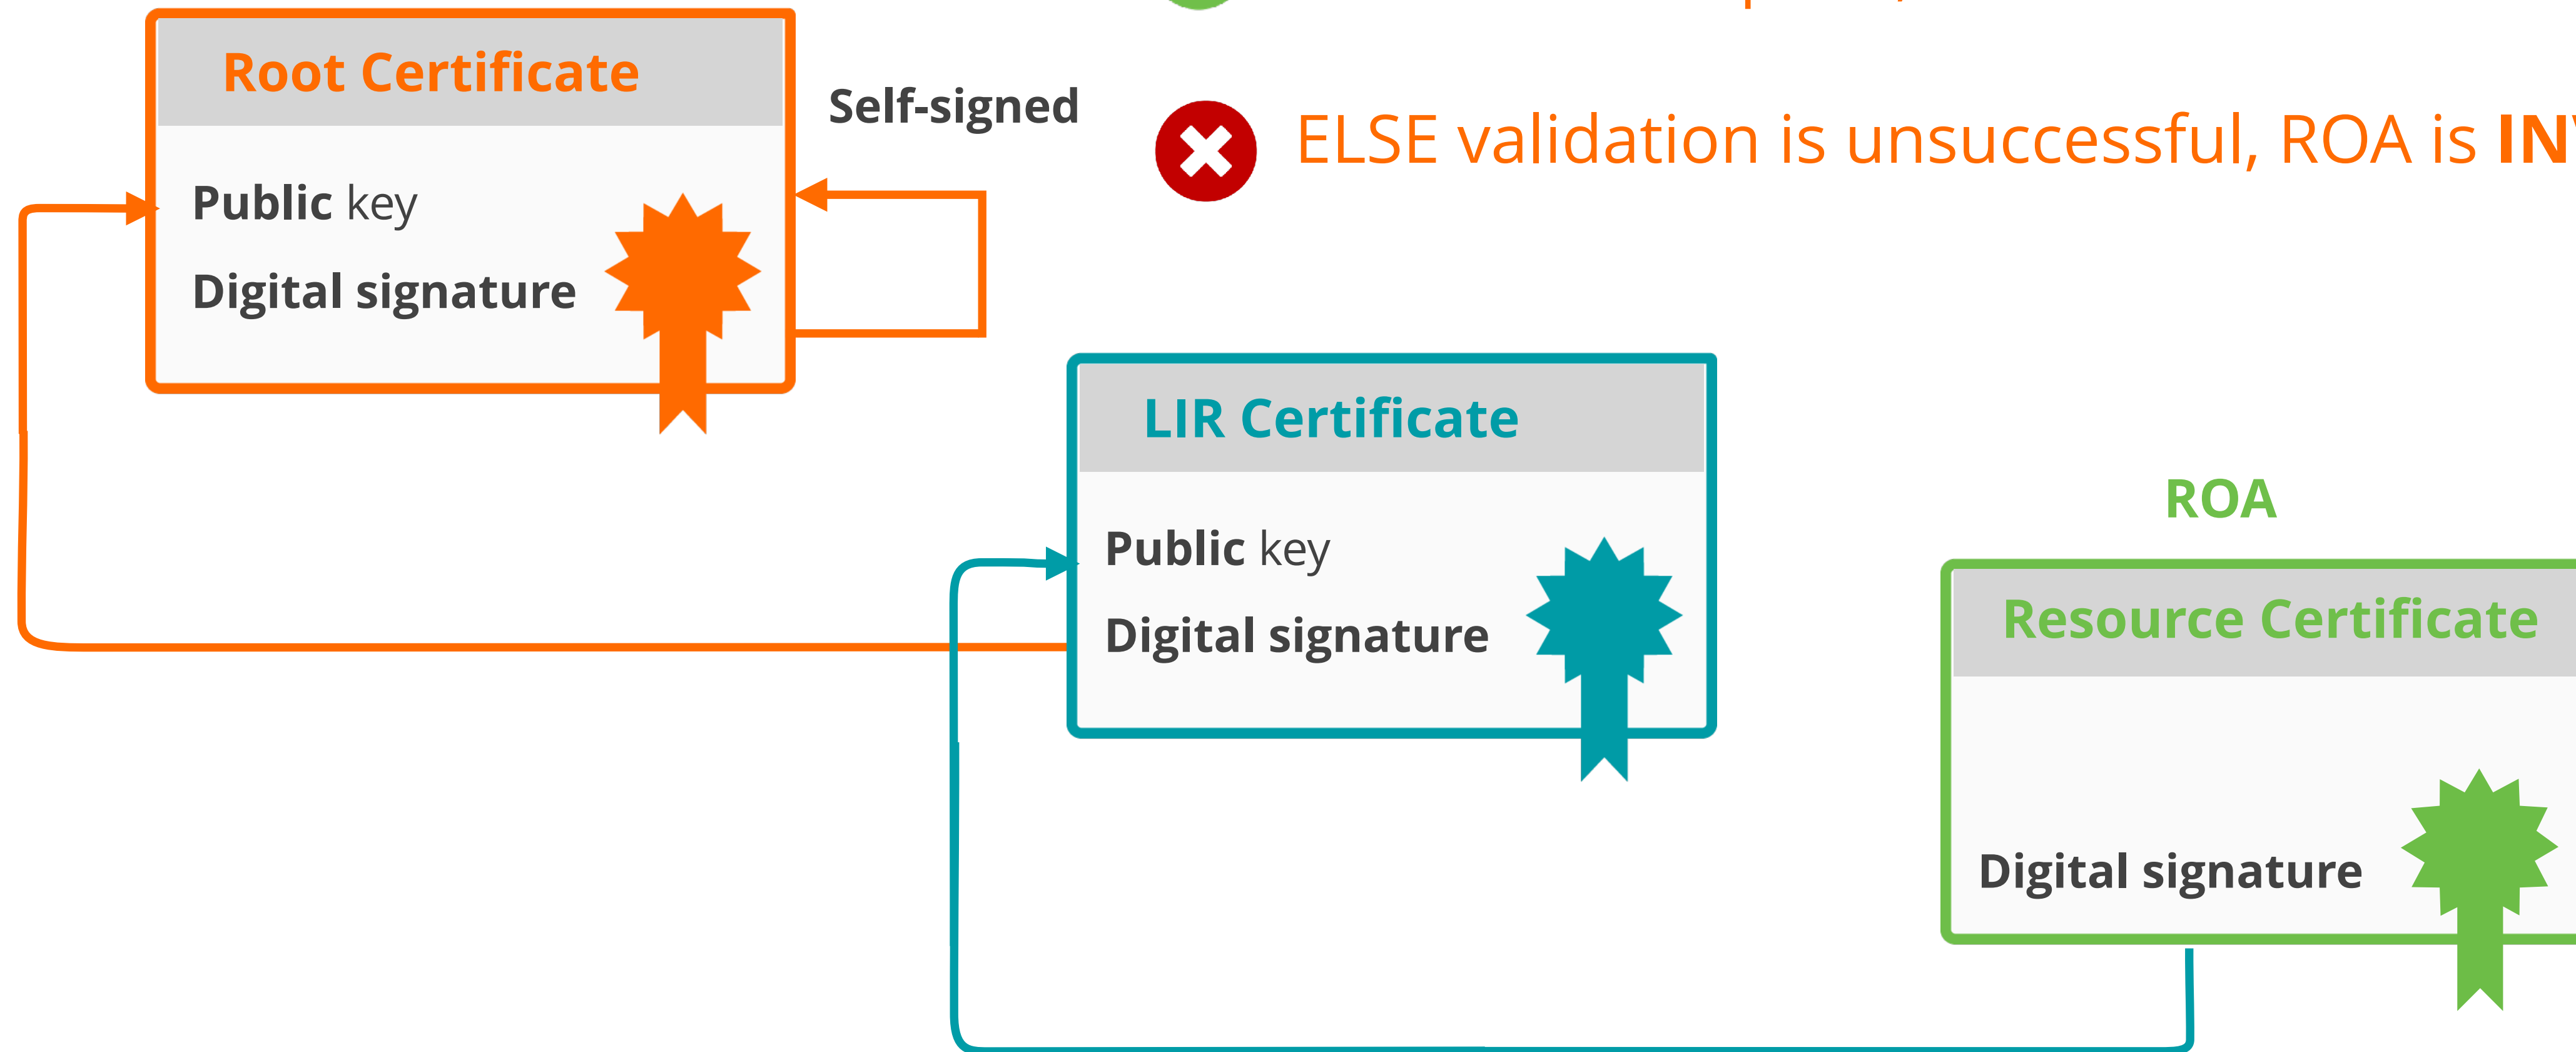 Root Certificate
Self-signed
Public key
Digital signature
ELSE validation is unsuccessful, ROA is
LIR Certificate
Public key
Digital signature
ROA
Resource Certificate
Digital signature